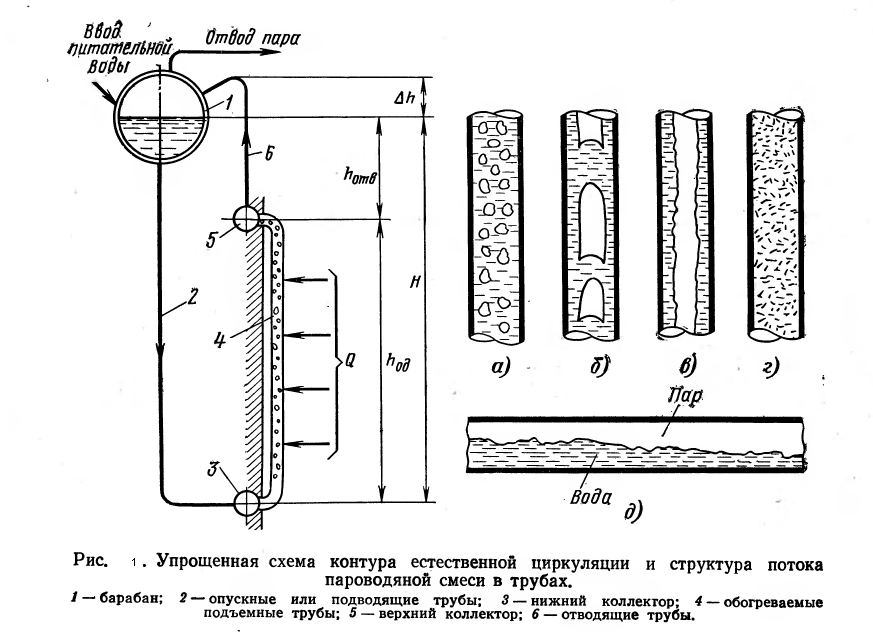 Ввод
питательной
воды
Отвод пара
1
Δh
6
hотв
5
H
2
4
Q
hод
3
а)
б)
в)
г)
Пар
Вода
д)
Рис. 1. Упрощенная схема контура естественной циркуляции и структура потока
пароводяной смеси в трубах.
1 — барабан; 2 — опускные или подводящие трубы; 3 — нижний коллектор; 4 — обогреваемые
подъемные трубы; 5 — верхний коллектор; 6 — отводящие трубы.